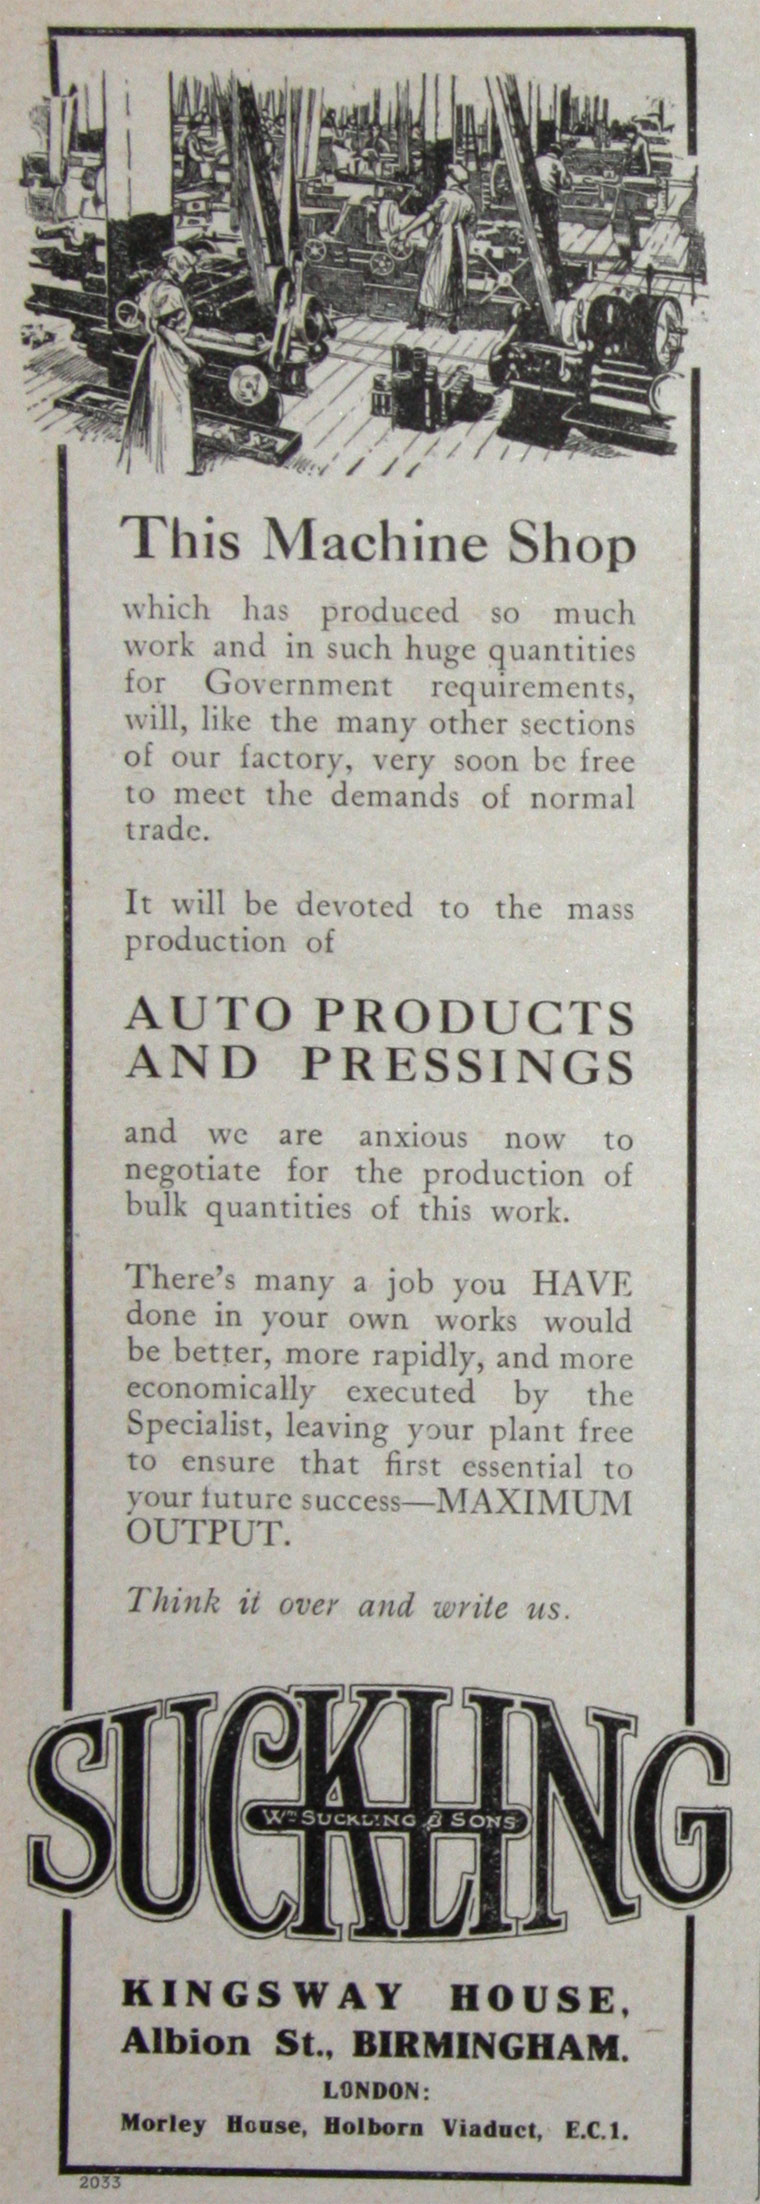 This Machine Shop
which has produced so much
work and in such huge quantities
for Government requirements,
will, like the many other sections
of our factory, very soon be free
to meet the demands of normal
trade.
It will be devoted to the mass
production of
AUTO PRODUCTS
AND PRESSINGS
and we are anxious now to
negotiate for the production of
bulk quantities of this work.
There's many a job you HAVE
done in your own works would
be better, more rapidly, and more
economically executed by the
Specialist, leaving your plant free
to ensure that first essential to
your future success—MAXIMUM
OUTPUT.
Think it over and write us.
SUCKLING
Wm. SUCKLING & SONS
KINGSWAY HOUSE,
Albion St., BIRMINGHAM.
LONDON:
Morley House, Holborn Viaduct, E.C.1.
2033